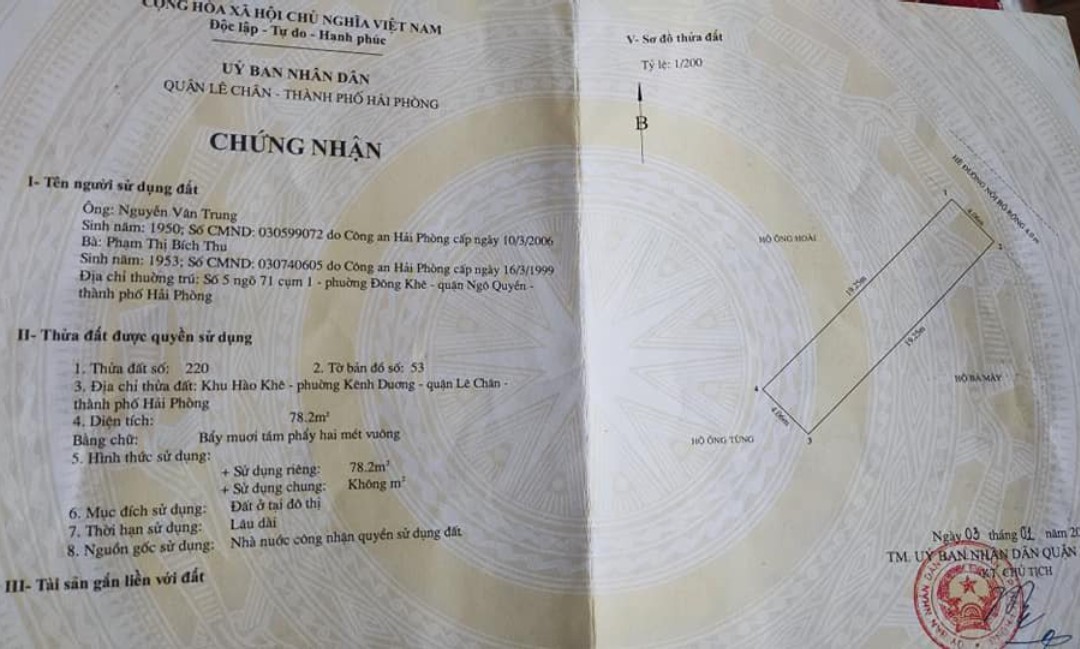 CỘNG HÒA XÃ HỘI CHỦ NGHĨA VIỆT NAM
Độc lập - Tự do - Hạnh phúc
UỶ BAN NHÂN DÂN
QUẬN LÊ CHÂN - THÀNH PHỐ HẢI PHÒNG
CHỨNG NHẬN
I- Tên người sử dụng đất
Ông: Nguyễn Văn Trung
Sinh năm: 1950; Số CMND: 030599072 do Công an Hải Phòng cấp ngày 10/3/2006
Bà: Phạm Thị Bích Thu
Sinh năm: 1953; Số CMND: 030740605 do Công an Hải Phòng cấp ngày 16/3/1999
Địa chỉ thường trú: Số 5 ngõ 71 cụm 1 - phường Đông Khê - quận Ngô Quyền -
thành phố Hải Phòng
II- Thửa đất được quyền sử dụng
1. Thửa đất số: 220 2. Tờ bản đồ số: 53
3. Địa chỉ thửa đất: Khu Hào Khê - phường Kênh Dương - quận Lê Chân -
thành phố Hải Phòng
4. Diện tích: 78.2m²
Bằng chữ: Bẩy mươi tám phẩy hai mét vuông
5. Hình thức sử dụng:
+ Sử dụng riêng: 78.2m²
+ Sử dụng chung: Không m²
6. Mục đích sử dụng: Đất ở tại đô thị
7. Thời hạn sử dụng: Lâu dài
8. Nguồn gốc sử dụng: Nhà nước công nhận quyền sử dụng đất
III- Tài sản gắn liền với đất
V- Sơ đồ thửa đất
Tỷ lệ: 1/200
B
HÈ ĐƯỜNG NỘI BỘ RỘNG 4.0m
1
4.06m
2
HỘ ÔNG HOÀI
19.25m
19.25m
HỘ BÀ MÂY
4
4.06m
3
HỘ ÔNG TÙNG
Ngày 03 tháng 01 năm 20
TM. UỶ BAN NHÂN DÂN QUẬN
KT. CHỦ TỊCH